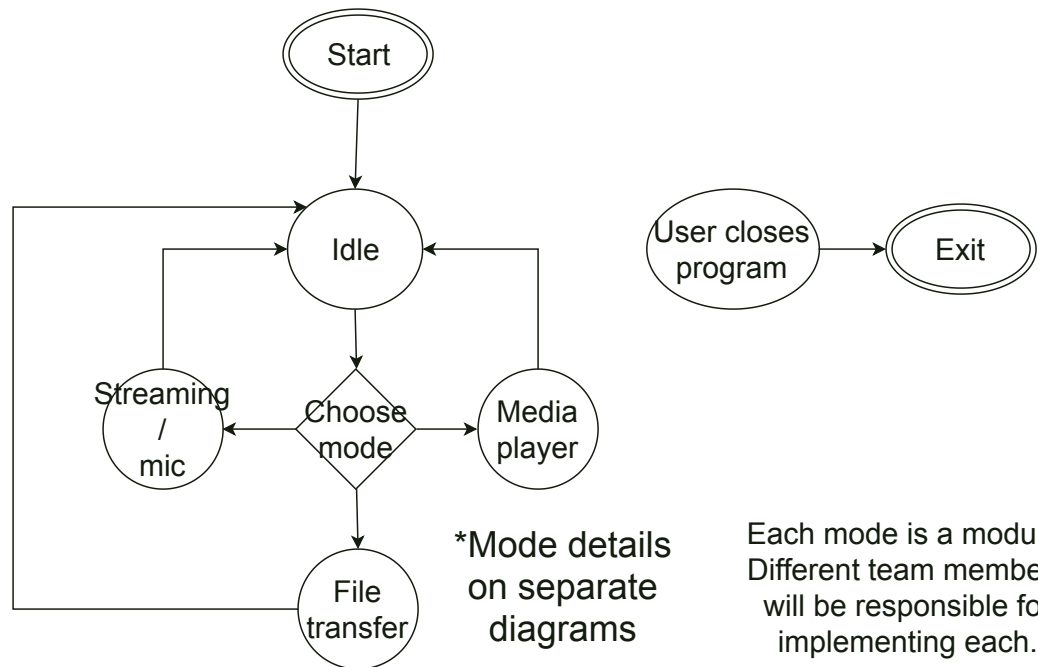 Start
Idle
User closes
program
Exit
Streaming
/
mic
Choose
mode
Media
player
File
transfer
*Mode details
on separate
diagrams
Each mode is a modu
Different team membe
will be responsible fo
implementing each.